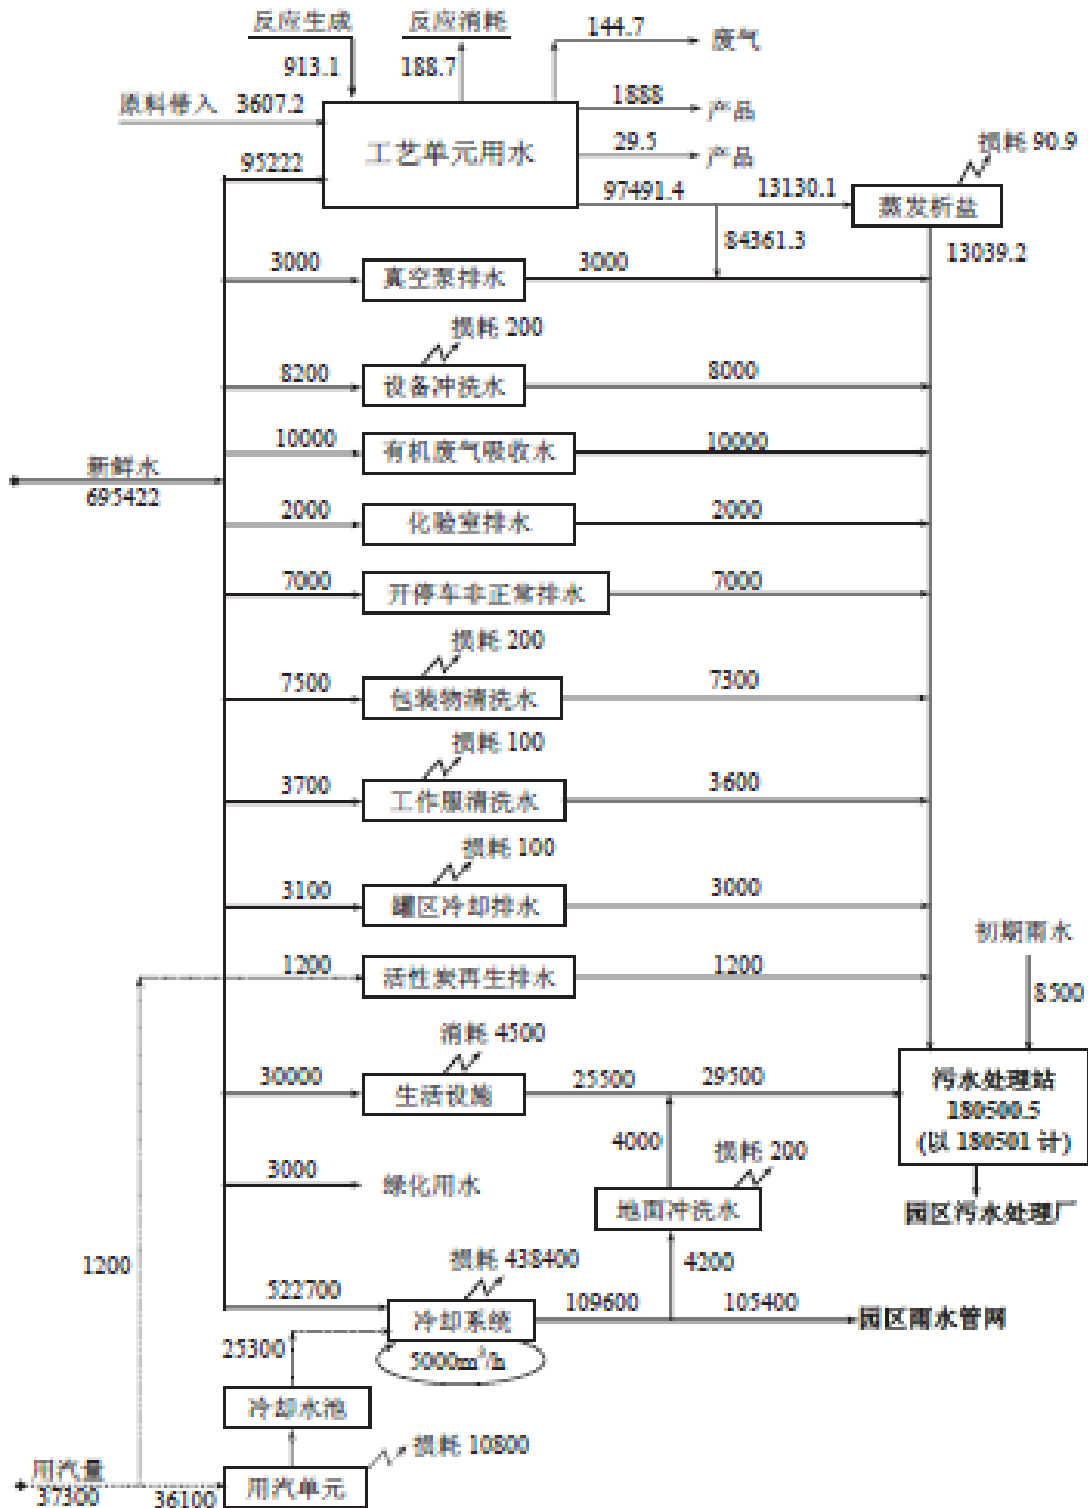 反应生成
913.1
反应消耗
188.7
144.7
废气
原料带入 3607.2
1888
产品
工艺单元用水
29.5
产品
95222
97491.4
13130.1
损耗 90.9
蒸发析盐
84361.3
13039.2
3000
真空泵排水
3000
损耗 200
8200
设备冲洗水
8000
10000
有机废气吸收水
10000
新鲜水
695422
2000
化验室排水
2000
7000
开停车非正常排水
7000
损耗 200
7500
包装物清洗水
7300
损耗 100
3700
工作服清洗水
3600
损耗 100
3100
罐区冷却排水
3000
初期雨水
8500
1200
活性炭再生排水
1200
消耗 4500
30000
生活设施
25500
29500
污水处理站
180500.5
(以 180501 计)
4000
损耗 200
3000
绿化用水
地面冲洗水
园区污水处理厂
1200
损耗 438400
4200
522700
冷却系统
109600
105400
园区雨水管网
25300
5000m³/h
冷却水池
损耗 10800
用汽量
37300
36100
用汽单元